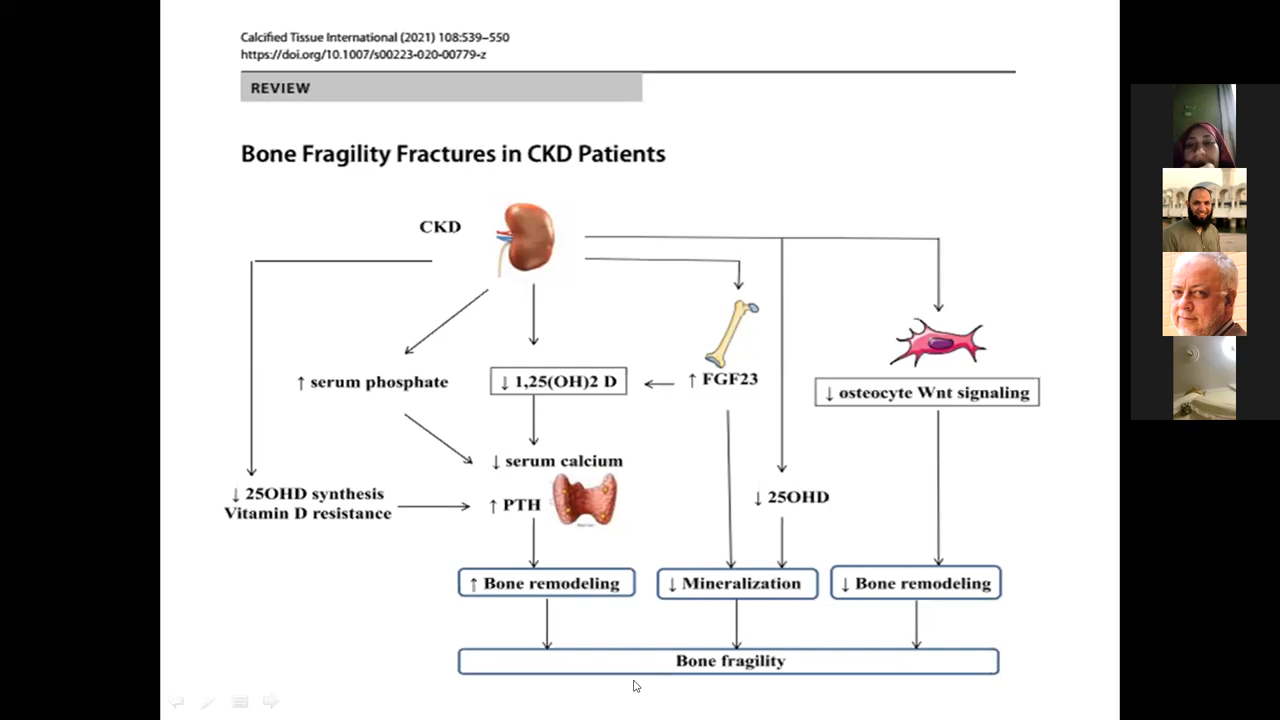 Calcified Tissue International (2021) 108:539–550
https://doi.org/10.1007/s00223-020-00779-z
REVIEW
Bone Fragility Fractures in CKD Patients
CKD
↑ serum phosphate
↓ 1,25(OH)2 D
↑ FGF23
↓ osteocyte Wnt signaling
↓ serum calcium
↓ 25OHD synthesis
Vitamin D resistance
↑ PTH
↓ 25OHD
↑ Bone remodeling
↓ Mineralization
↓ Bone remodeling
Bone fragility